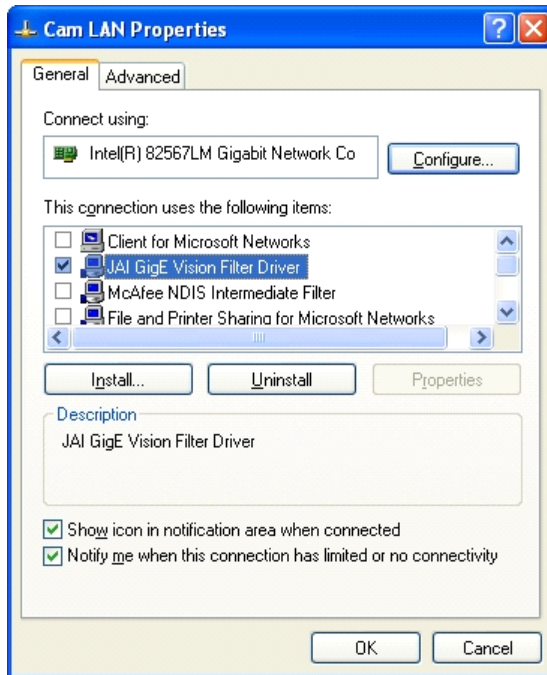 Cam LAN Properties
General
Advanced
Connect using:
Intel(R) 82567LM Gigabit Network Co
Configure...
This connection uses the following items:
Client for Microsoft Networks
JAI GigE Vision Filter Driver
McAfee NDIS Intermediate Filter
File and Printer Sharing for Microsoft Networks
Install...
Uninstall
Properties
Description
JAI GigE Vision Filter Driver
Show icon in notification area when connected
Notify me when this connection has limited or no connectivity
OK
Cancel